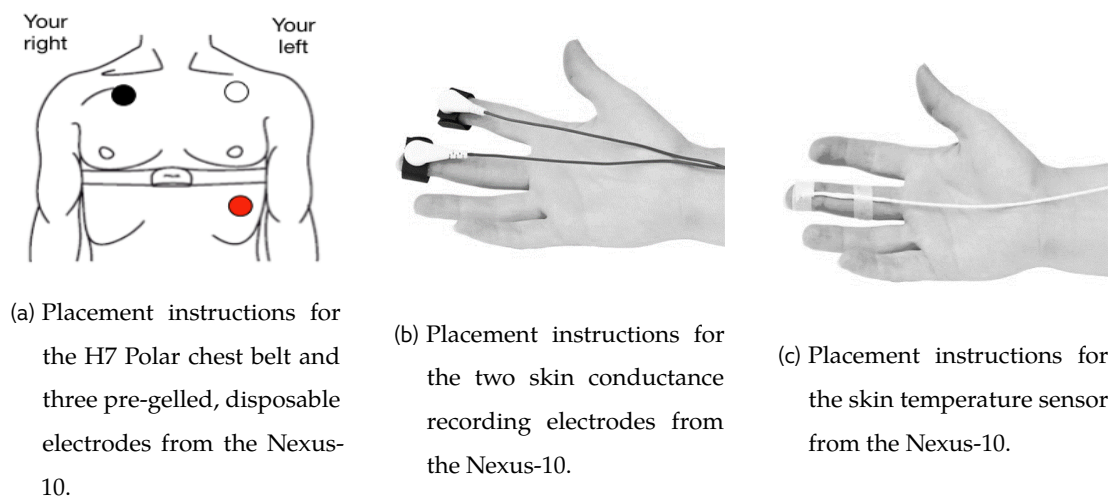 Your
right
Your
left
(a) Placement instructions for
the H7 Polar chest belt and
three pre-gelled, disposable
electrodes from the Nexus-
10.
(b) Placement instructions for
the two skin conductance
recording electrodes from
the Nexus-10.
(c) Placement instructions for
the skin temperature sensor
from the Nexus-10.